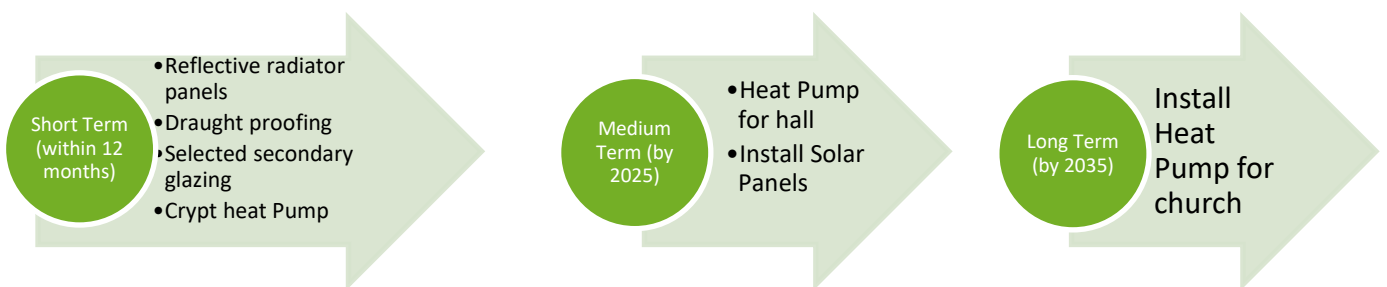 Short Term
(within 12
months)
•Reflective radiator
panels
•Draught proofing
•Selected secondary
glazing
•Crypt heat Pump
Medium
Term (by
2025)
•Heat Pump
for hall
•Install Solar
Panels
Long Term
(by 2035)
Install
Heat
Pump for
church